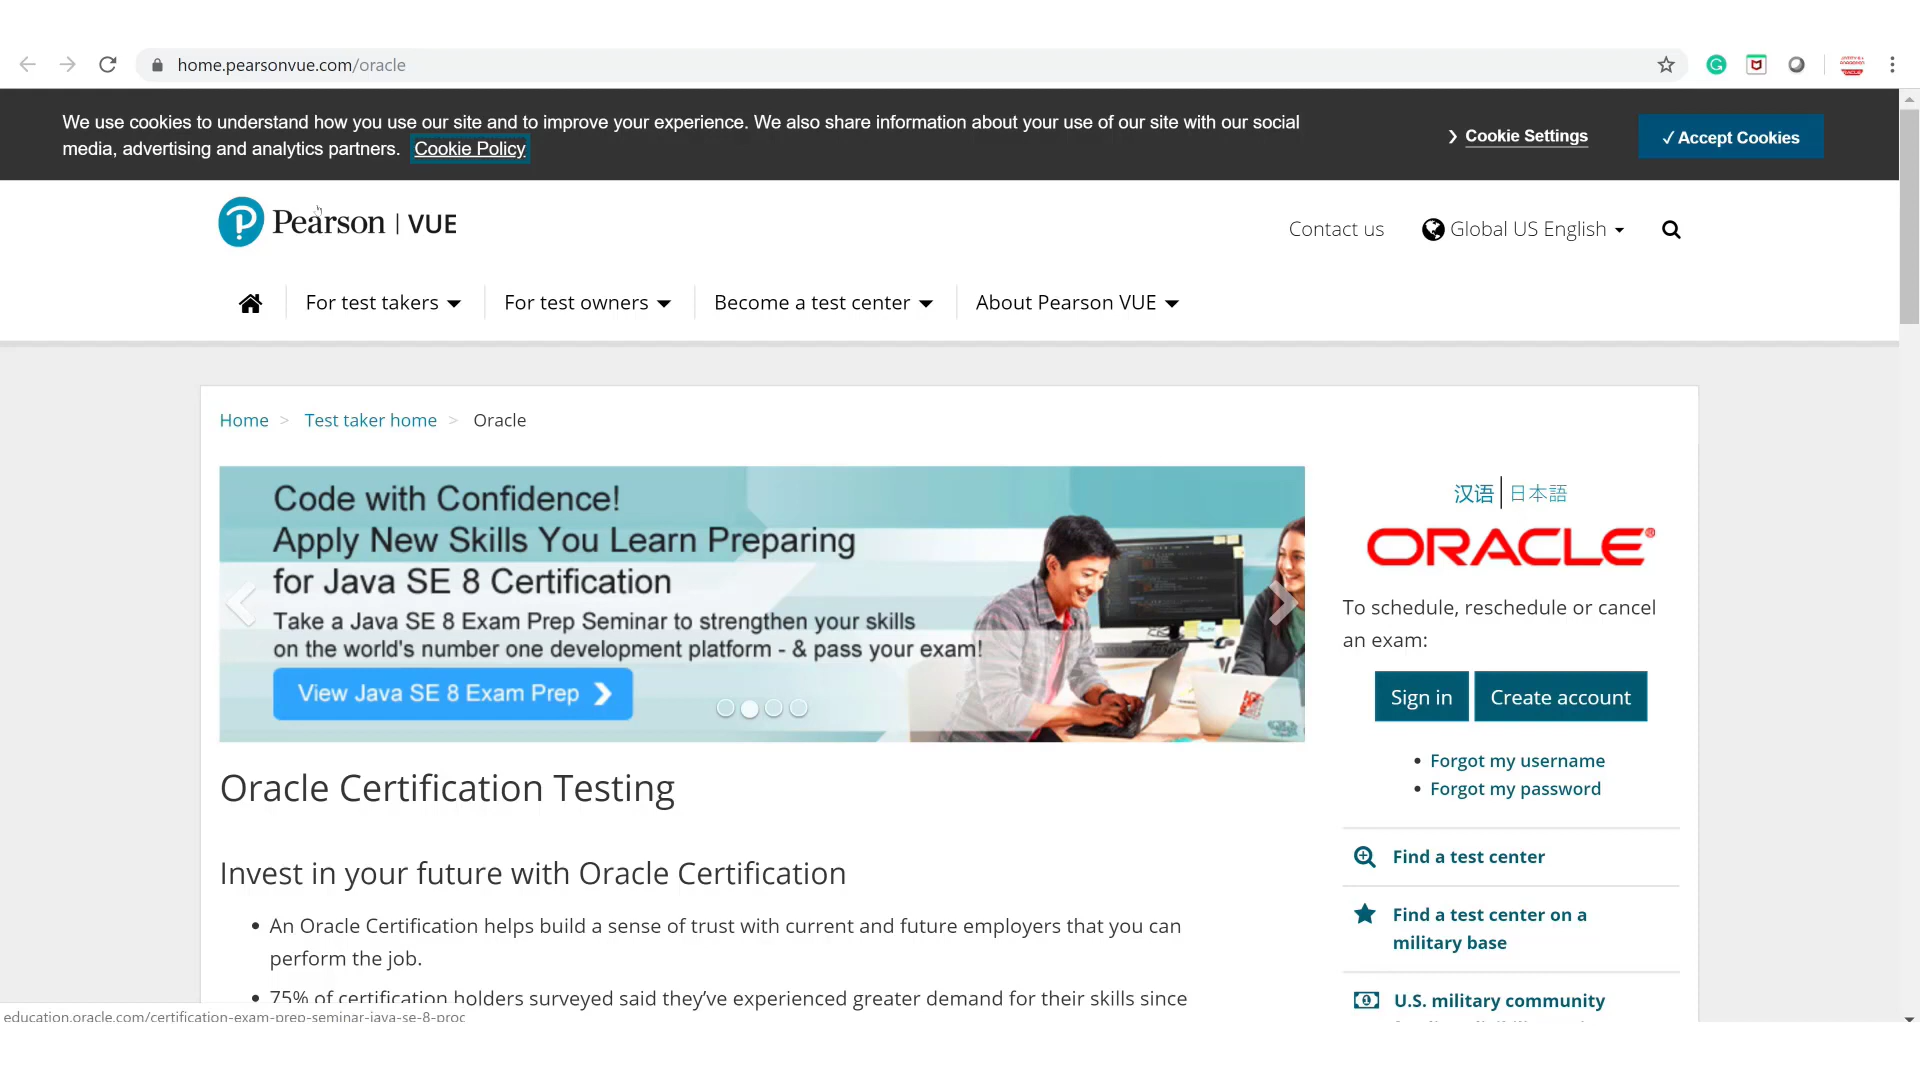 home.pearsonvue.com/oracle
We use cookies to understand how you use our site and to improve your experience. We also share information about your use of our site with our social
media, advertising and analytics partners. Cookie Policy
Cookie Settings
✓ Accept Cookies
Pearson | VUE
Contact us
Global US English
For test takers
For test owners
Become a test center
About Pearson VUE
Home > Test taker home > Oracle
Code with Confidence!
Apply New Skills You Learn Preparing
for Java SE 8 Certification
Take a Java SE 8 Exam Prep Seminar to strengthen your skills
on the world's number one development platform - & pass your exam!
View Java SE 8 Exam Prep
汉语 | 日本語
ORACLE®
To schedule, reschedule or cancel
an exam:
Sign in
Create account
• Forgot my username
• Forgot my password
Find a test center
Find a test center on a
military base
U.S. military community
Oracle Certification Testing
Invest in your future with Oracle Certification
• An Oracle Certification helps build a sense of trust with current and future employers that you can
perform the job.
• 75% of certification holders surveyed said they’ve experienced greater demand for their skills since
education.oracle.com/certification-exam-prep-seminar-java-se-8-proc